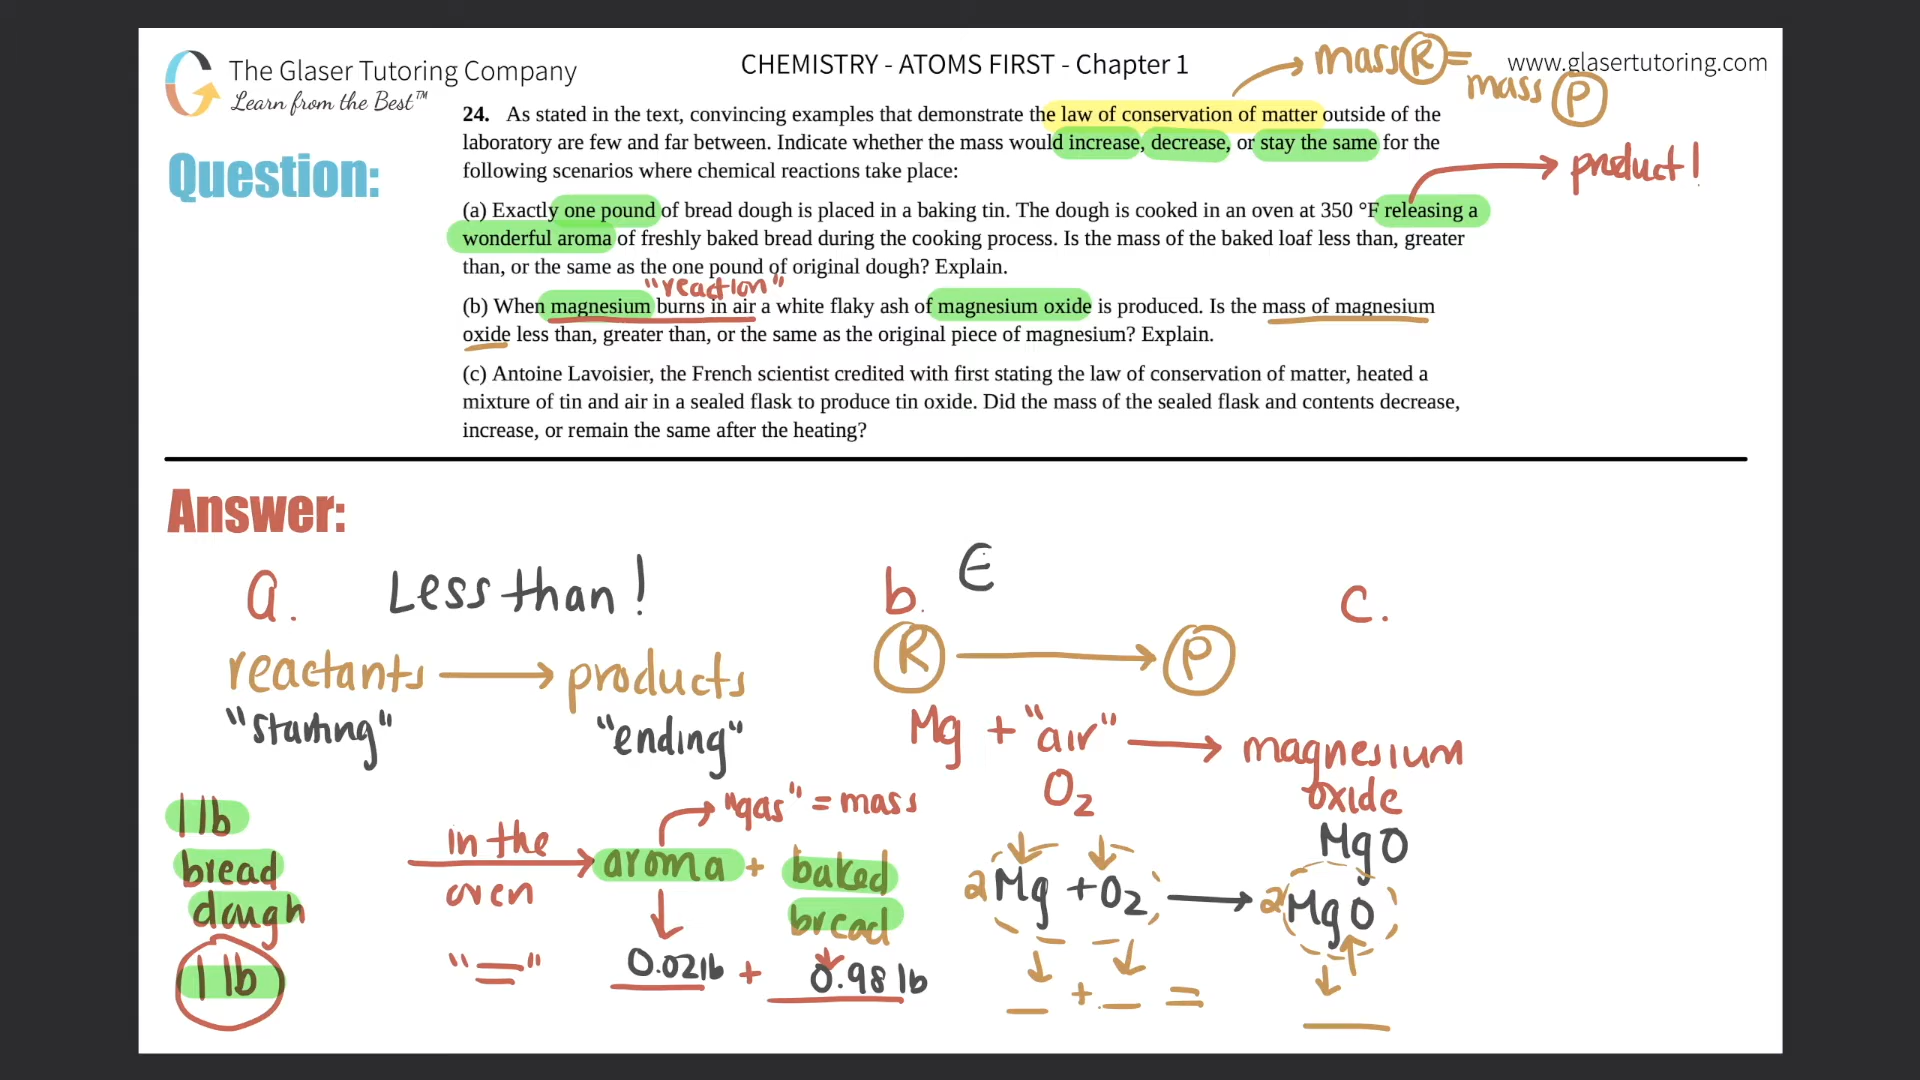 The Glaser Tutoring Company
Learn from the Best™
CHEMISTRY - ATOMS FIRST - Chapter 1
mass R =
mass P
www.glasertutoring.com
Question:
24. As stated in the text, convincing examples that demonstrate the law of conservation of matter outside of the
laboratory are few and far between. Indicate whether the mass would increase, decrease, or stay the same for the
following scenarios where chemical reactions take place:
product!
(a) Exactly one pound of bread dough is placed in a baking tin. The dough is cooked in an oven at 350 °F releasing a
wonderful aroma of freshly baked bread during the cooking process. Is the mass of the baked loaf less than, greater
than, or the same as the one pound of original dough? Explain.
"reaction"
(b) When magnesium burns in air a white flaky ash of magnesium oxide is produced. Is the mass of magnesium
oxide less than, greater than, or the same as the original piece of magnesium? Explain.
(c) Antoine Lavoisier, the French scientist credited with first stating the law of conservation of matter, heated a
mixture of tin and air in a sealed flask to produce tin oxide. Did the mass of the sealed flask and contents decrease,
increase, or remain the same after the heating?
Answer:
a. Less than!
reactants → products
"starting" "ending"
"gas" = mass
1 lb
bread
dough
in the
oven
aroma + baked
bread
1 lb "=" 0.02 lb + 0.98 lb
b.
R → P
Mg + "air" → magnesium
oxide
O2
MgO
2Mg + O2 → 2MgO
+ =
c.